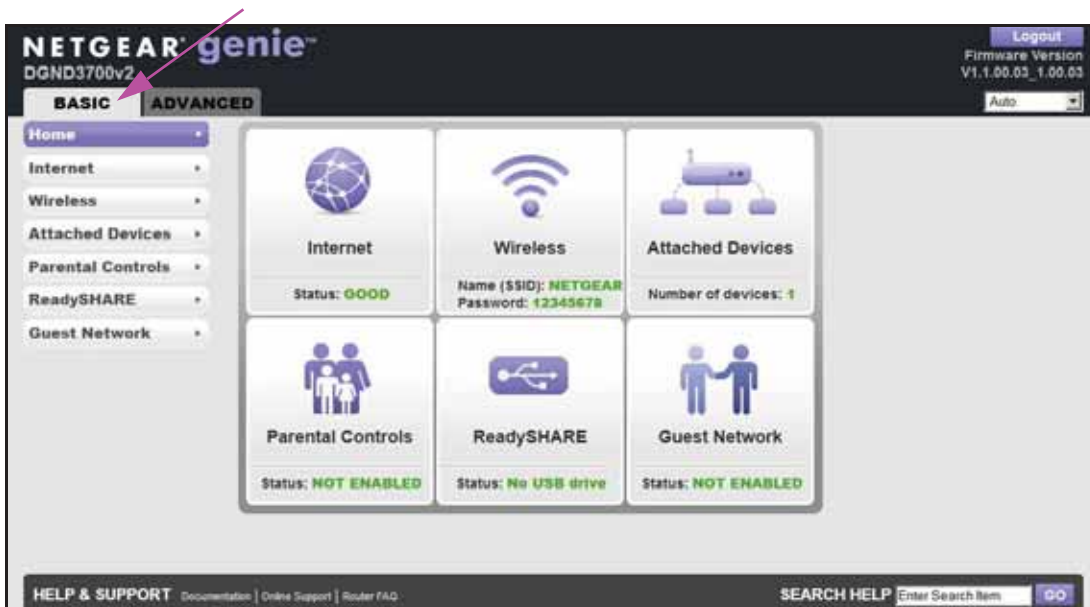 NETGEAR® genie™
DGND3700v2
Logout
Firmware Version
V1.1.00.03_1.00.03
BASIC
ADVANCED
Auto
Home
Internet
Wireless
Attached Devices
Parental Controls
ReadySHARE
Guest Network
Internet
Status: GOOD
Wireless
Name (SSID): NETGEAR
Password: 12345678
Attached Devices
Number of devices: 1
Parental Controls
Status: NOT ENABLED
ReadySHARE
Status: No USB drive
Guest Network
Status: NOT ENABLED
HELP & SUPPORT Documentation | Online Support | Router FAQ
SEARCH HELP Enter Search Item GO